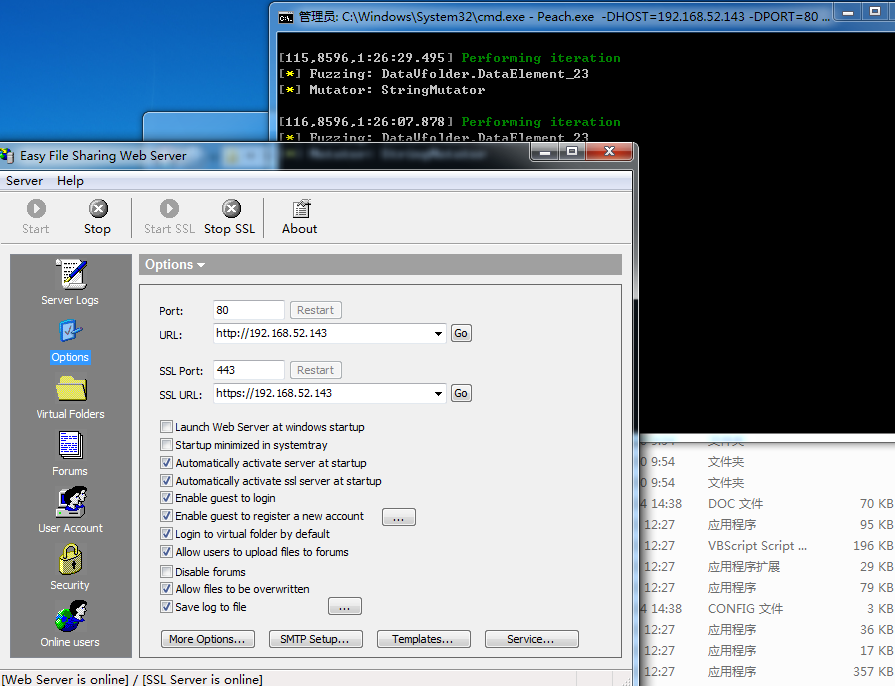 管理员: C:\Windows\System32\cmd.exe - Peach.exe -DHOST=192.168.52.143 -DPORT=80 ...
[115,8596,1:26:29.495] Performing iteration
[*] Fuzzing: DataVfolder.DataElement_23
[*] Mutator: StringMutator
[116,8596,1:26:07.878] Performing iteration
[*] Fuzzing: DataVfolder.DataElement_23
[*] Mutator: StringMutator
Easy File Sharing Web Server
Server Help
Start Stop Start SSL Stop SSL About
Options
Server Logs
Options
Virtual Folders
Forums
User Account
Security
Online users
Port: 80 Restart
URL: http://192.168.52.143 Go
SSL Port: 443 Restart
SSL URL: https://192.168.52.143 Go
Launch Web Server at windows startup
Startup minimized in systemtray
Automatically activate server at startup
Automatically activate ssl server at startup
Enable guest to login
Enable guest to register a new account ...
Login to virtual folder by default
Allow users to upload files to forums
Disable forums
Allow files to be overwritten
Save log to file ...
More Options... SMTP Setup... Templates... Service...
[Web Server is online] / [SSL Server is online]
9:54 文件夹
0 9:54 文件夹
0 9:54 文件夹
4 14:38 DOC 文件 70 KB
12:27 应用程序 95 KB
12:27 VBScript Script ... 196 KB
12:27 应用程序扩展 29 KB
12:27 应用程序 79 KB
4 14:38 CONFIG 文件 3 KB
12:27 应用程序 36 KB
12:27 应用程序 17 KB
12:27 应用程序 357 KB